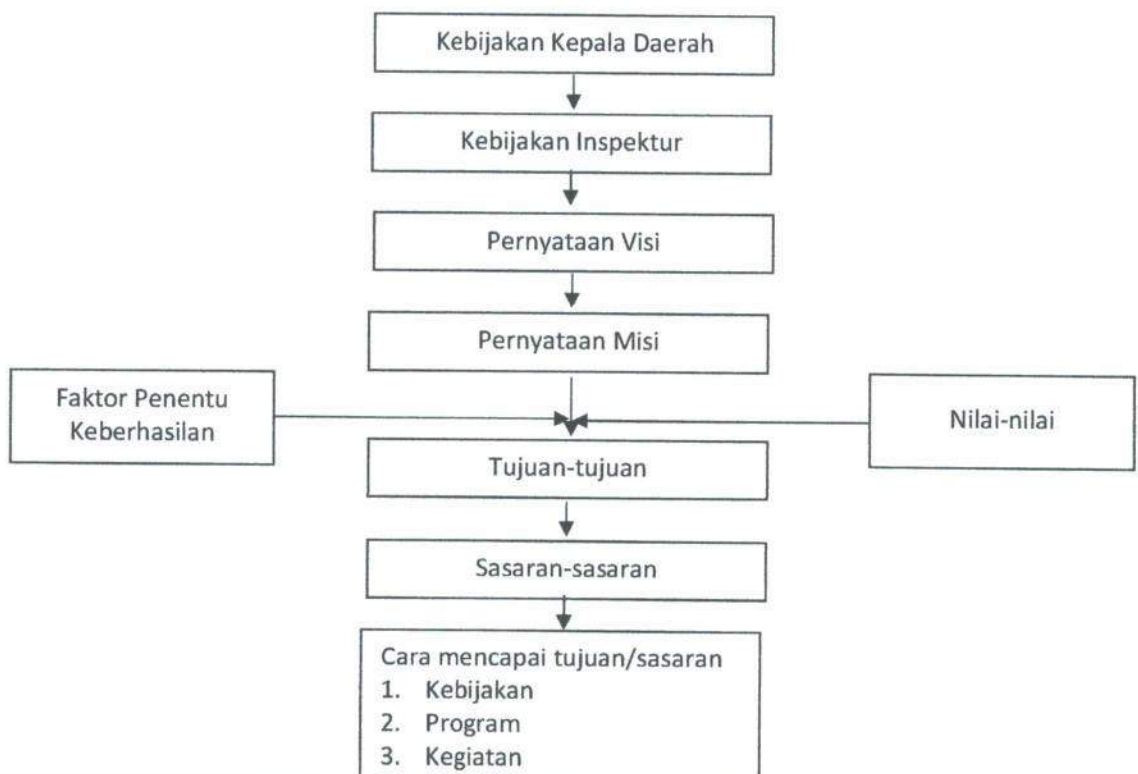 Kebijakan Kepala Daerah
Kebijakan Inspektur
Pernyataan Visi
Pernyataan Misi
Faktor Penentu
Keberhasilan
Nilai-nilai
Tujuan-tujuan
Sasaran-sasaran
Cara mencapai tujuan/sasaran
1. Kebijakan
2. Program
3. Kegiatan